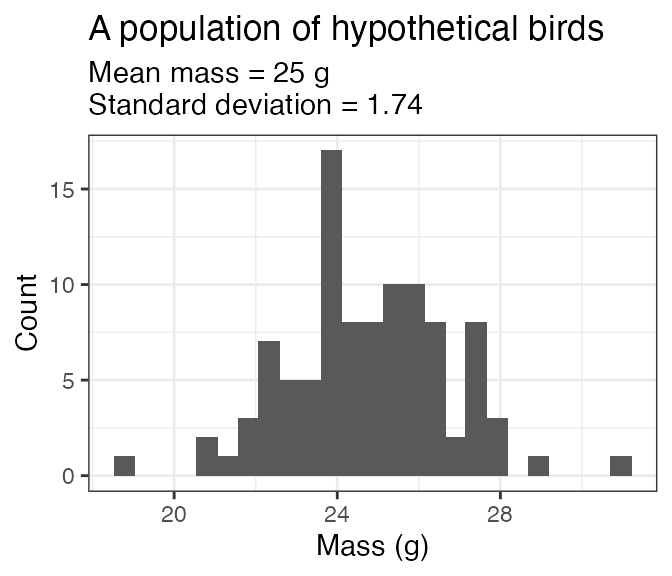 A population of hypothetical birds
Mean mass = 25 g
Standard deviation = 1.74
15
10
5
0
Count
20
24
28
Mass (g)